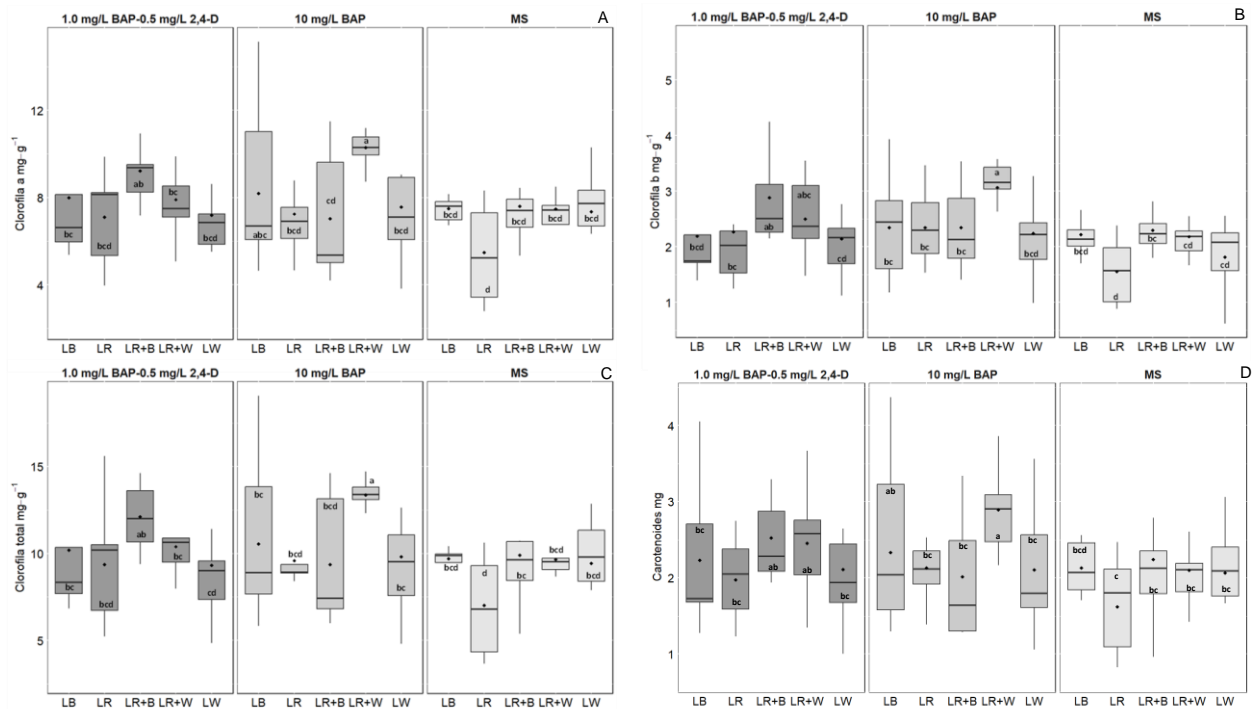 A
1.0 mg/L BAP-0.5 mg/L 2,4-D 10 mg/L BAP MS
Clorofila a mg-g⁻¹
12
8
4
bc bcd ab bc bcd
abc bcd cd a bcd
bcd d bcd bcd bcd
LB LR LR+B LR+W LW LB LR LR+B LR+W LW LB LR LR+B LR+W LW
B
1.0 mg/L BAP-0.5 mg/L 2,4-D 10 mg/L BAP MS
Clorofila b mg-g⁻¹
5
4
3
2
1
bcd bc ab abc cd
bc bc bc a bcd
bcd d bc cd cd
LB LR LR+B LR+W LW LB LR LR+B LR+W LW LB LR LR+B LR+W LW
C
1.0 mg/L BAP-0.5 mg/L 2,4-D 10 mg/L BAP MS
Clorofila total mg-g⁻¹
15
10
5
bc bcd ab bc cd
bc bcd bcd a bc
bcd d bc bcd bcd
LB LR LR+B LR+W LW LB LR LR+B LR+W LW LB LR LR+B LR+W LW
D
1.0 mg/L BAP-0.5 mg/L 2,4-D 10 mg/L BAP MS
Carotenoides mg
4
3
2
1
bc bc ab ab bc
ab bc bc a bc
bcd c bc bc bc
LB LR LR+B LR+W LW LB LR LR+B LR+W LW LB LR LR+B LR+W LW